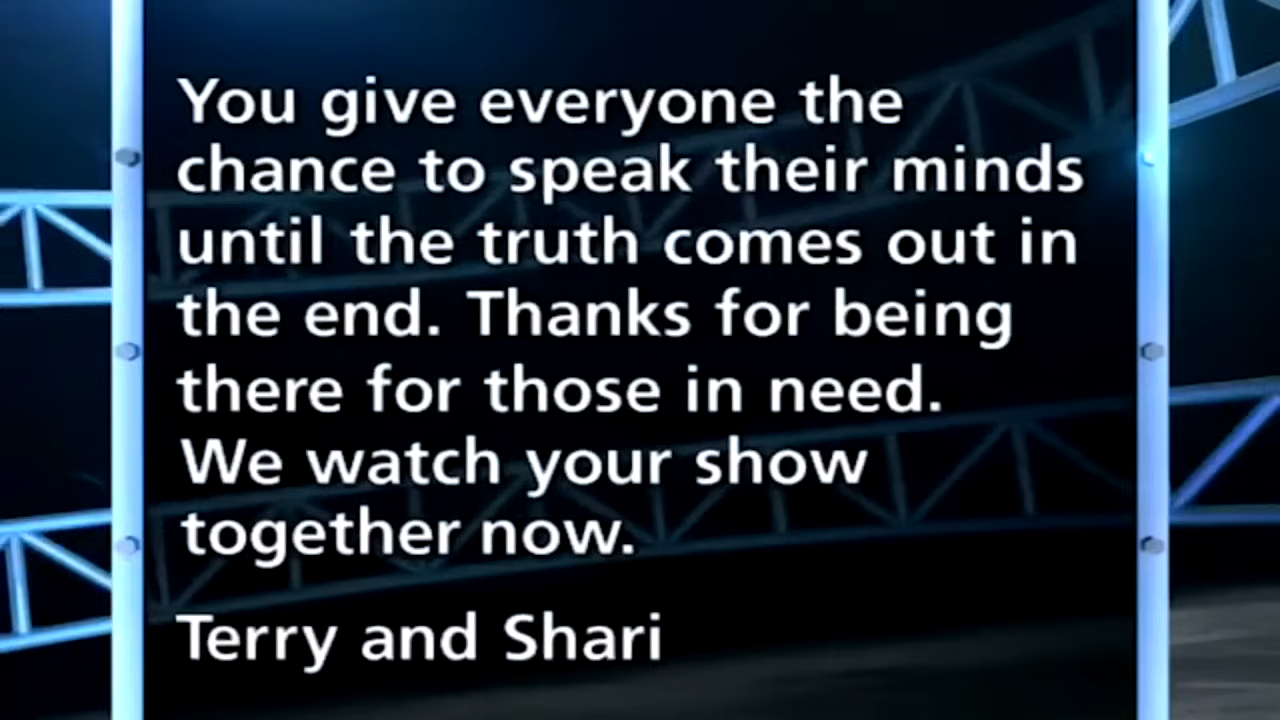 You give everyone the
chance to speak their minds
until the truth comes out in
the end. Thanks for being
there for those in need.
We watch your show
together now.
Terry and Shari